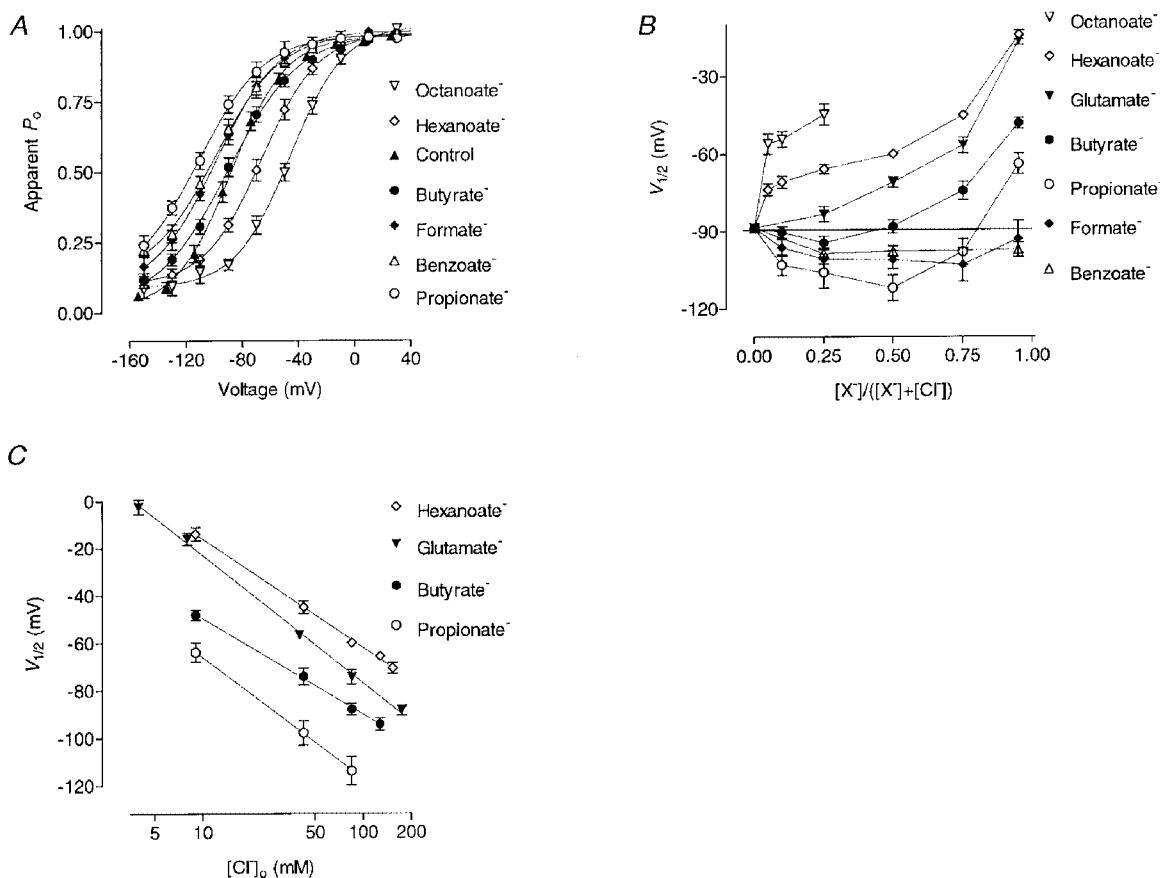 A
Apparent Po
1.00
0.75
0.50
0.25
0.00
-160 -120 -80 -40 0 40
Voltage (mV)
Octanoate-
Hexanoate-
Control
Butyrate-
Formate-
Benzoate-
Propionate-
B
V1/2 (mV)
-30
-60
-90
-120
0.00 0.25 0.50 0.75 1.00
[X-]/([X-]+[Cl-])
Octanoate-
Hexanoate-
Glutamate-
Butyrate-
Propionate-
Formate-
Benzoate-
C
V1/2 (mV)
0
-20
-40
-60
-80
-100
-120
5 10 50 100 200
[Cl-]o (mM)
Hexanoate-
Glutamate-
Butyrate-
Propionate-